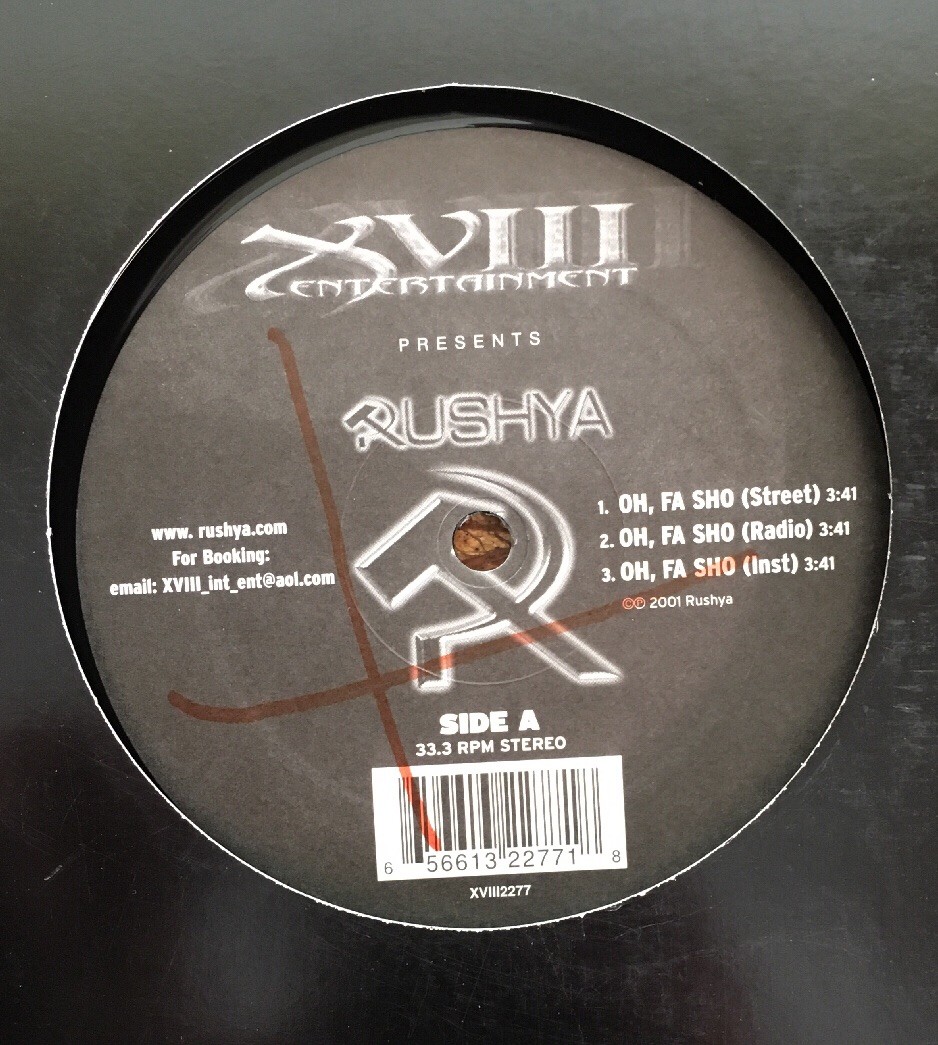 XVIII
ENTERTAINMENT
PRESENTS
RUSHYA
www. rushya.com
For Booking:
email: XVIII_int_ent@aol.com
1. OH, FA SHO (Street) 3:41
2. OH, FA SHO (Radio) 3:41
3. OH, FA SHO (Inst) 3:41
©℗ 2001 Rushya
SIDE A
33.3 RPM STEREO
6 56613 22771 8
XVIII2277